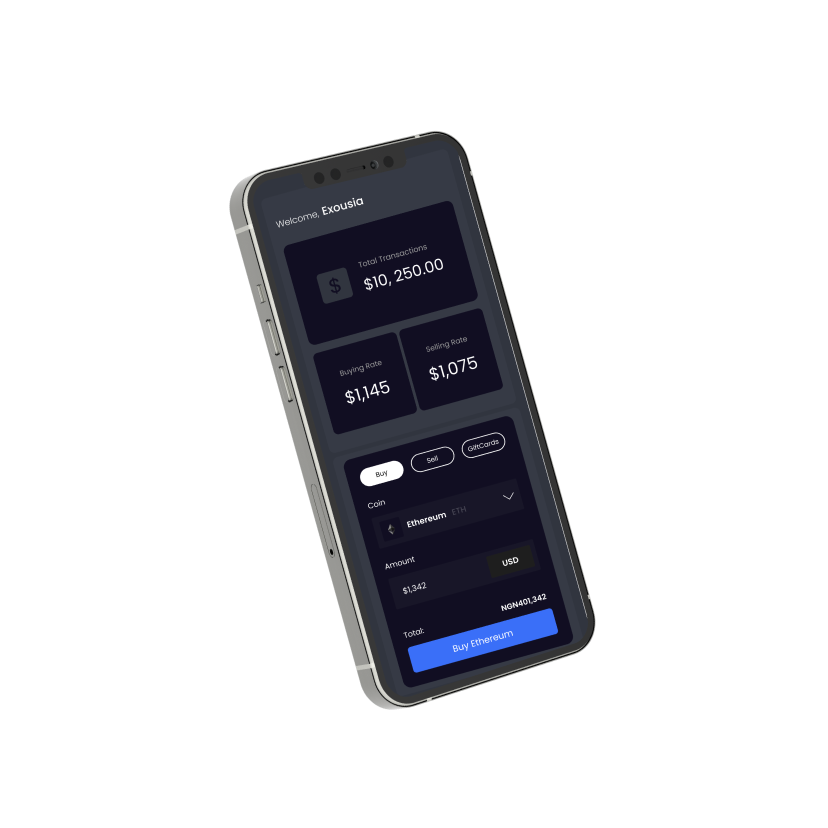 Welcome, Exousia
Total Transactions
$
$10, 250.00
Buying Rate
$1,145
Selling Rate
$1,075
Buy
Sell
GiftCards
Coin
Ethereum ETH
Amount
$1,342
USD
Total:
NGN401,342
Buy Ethereum